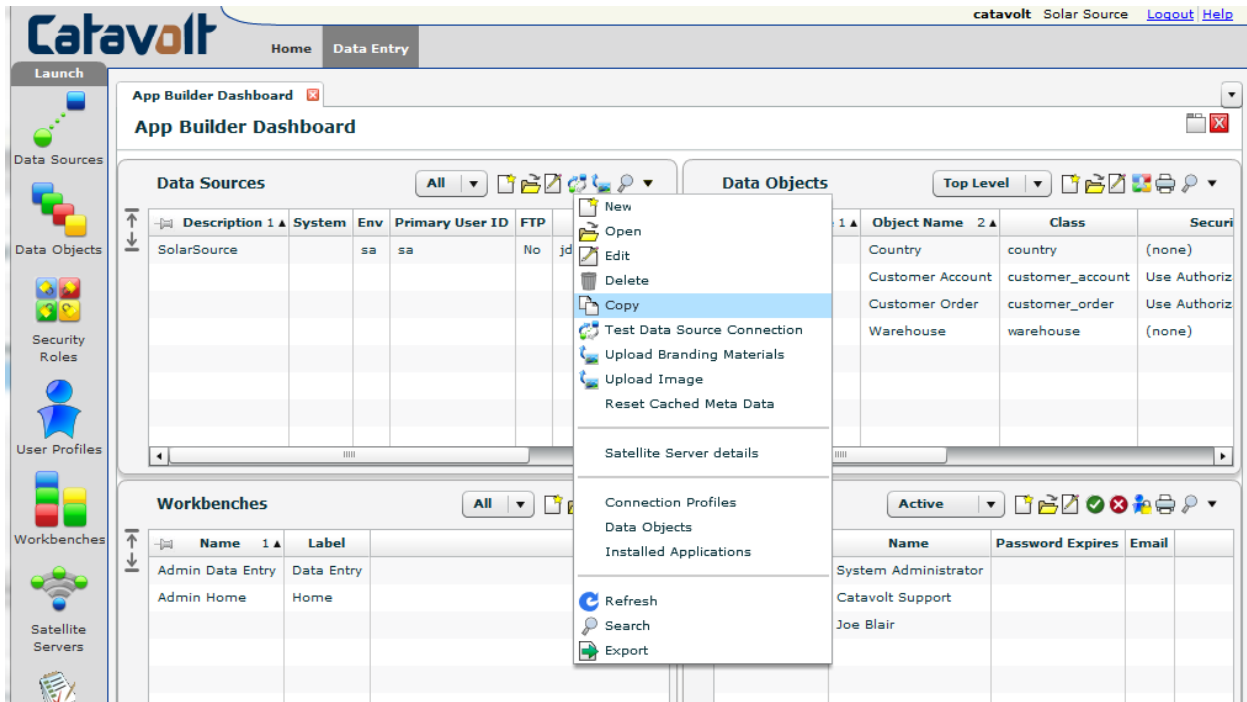 catavolt Solar Source Logout Help
Catavolt
Home Data Entry
Launch
Data Sources
Data Objects
Security
Roles
User Profiles
Workbenches
Satellite
Servers
App Builder Dashboard
App Builder Dashboard
Data Sources All
Description 1 System Env Primary User ID FTP
SolarSource sa sa No jd
New
Open
Edit
Delete
Copy
Test Data Source Connection
Upload Branding Materials
Upload Image
Reset Cached Meta Data
Satellite Server details
Connection Profiles
Data Objects
Installed Applications
Refresh
Search
Export
Data Objects Top Level
1 Object Name 2 Class Securi
Country country (none)
Customer Account customer_account Use Authoriz
Customer Order customer_order Use Authoriz
Warehouse warehouse (none)
Workbenches All
Name 1 Label
Admin Data Entry Data Entry
Admin Home Home
Active
Name Password Expires Email
System Administrator
Catavolt Support
Joe Blair